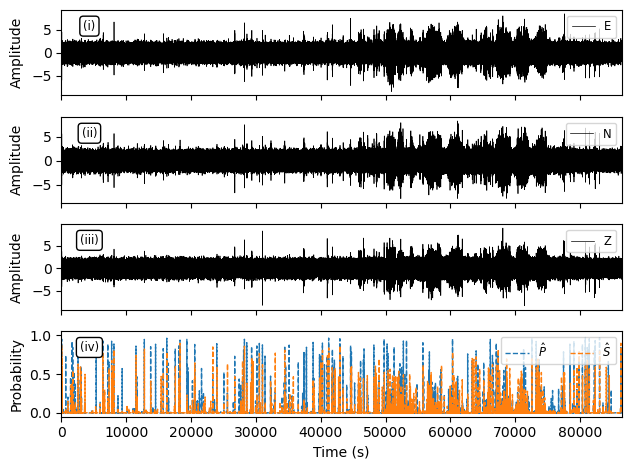 Amplitude
5
0
−5
(i)
E
Amplitude
5
0
−5
(ii)
N
Amplitude
5
0
−5
(iii)
Z
Probability
1.0
0.5
0.0
(iv)
P̂
Ŝ
0 10000 20000 30000 40000 50000 60000 70000 80000
Time (s)